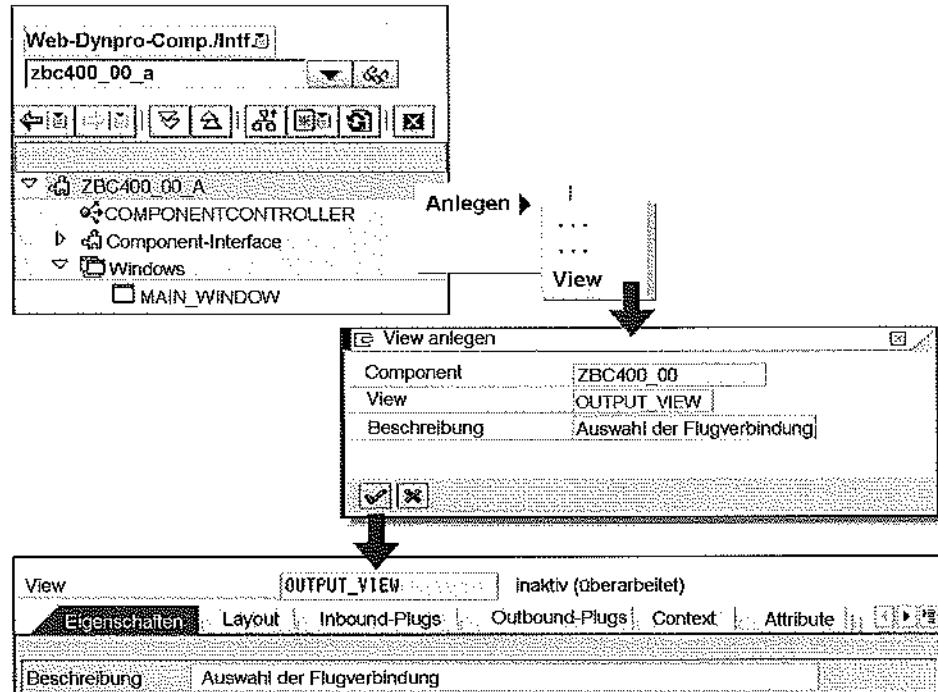 Web-Dynpro-Comp./Intf.
zbc400_00_a
ZBC400_00_A
COMPONENTCONTROLLER
Component-Interface
Windows
MAIN_WINDOW
Anlegen
...
...
View
View anlegen
Component ZBC400_00
View OUTPUT_VIEW
Beschreibung Auswahl der Flugverbindung
View OUTPUT_VIEW inaktiv (überarbeitet)
Eigenschaften Layout Inbound-Plugs Outbound-Plugs Context Attribute
Beschreibung Auswahl der Flugverbindung